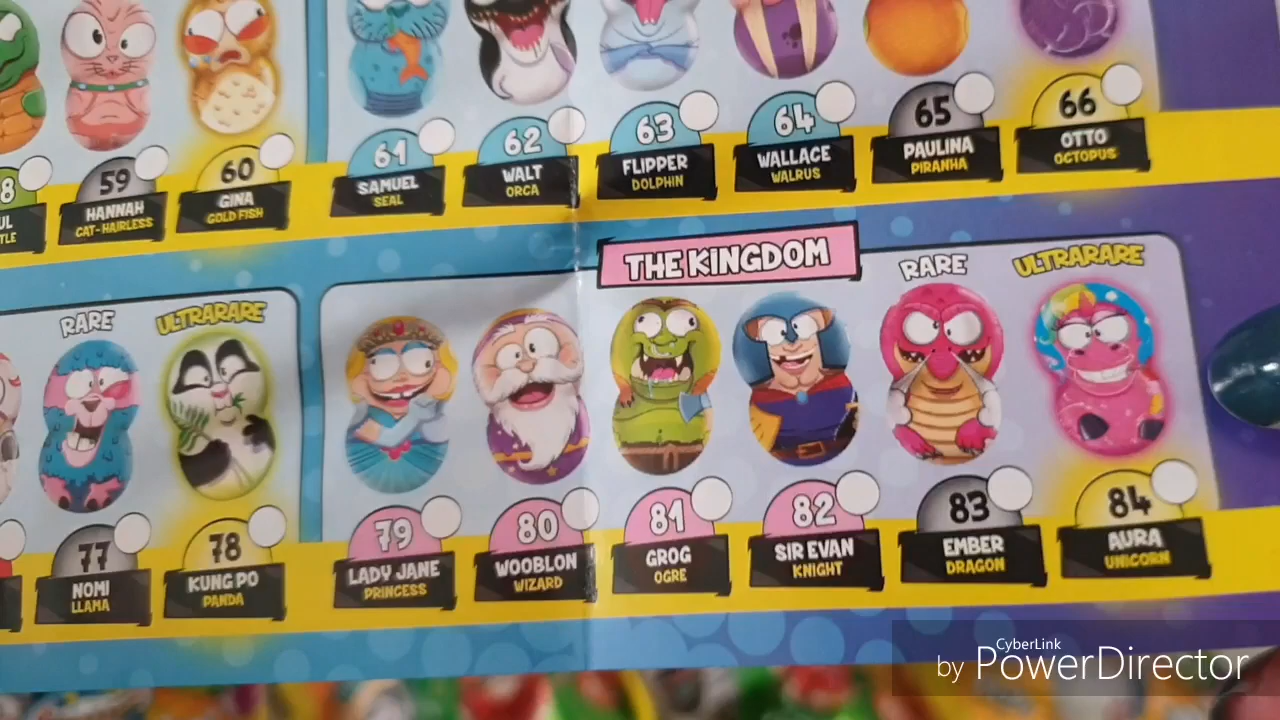 8
59
60
61
62
63
64
65
66
UL
TLE
HANNAH
CAT-HAIRLESS
GINA
GOLD FISH
SAMUEL
SEAL
WALT
ORCA
FLIPPER
DOLPHIN
WALLACE
WALRUS
PAULINA
PIRANHA
OTTO
OCTOPUS
THE KINGDOM
RARE
ULTRARARE
RARE
ULTRARARE
77
78
79
80
81
82
83
84
NOMI
LLAMA
KUNG PO
PANDA
LADY JANE
PRINCESS
WOOBLON
WIZARD
GROG
OGRE
SIR EVAN
KNIGHT
EMBER
DRAGON
AURA
UNICORN
CyberLink
by PowerDirector